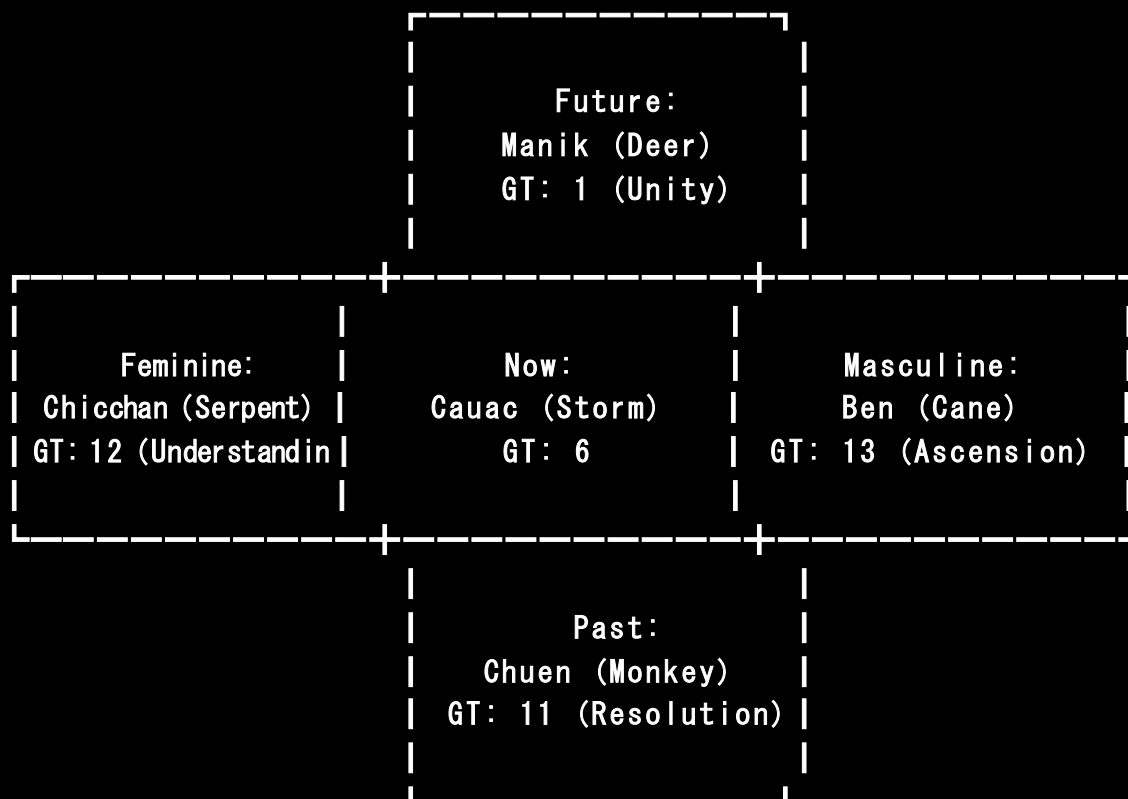 Future:
Manik (Deer)
GT: 1 (Unity)
Feminine:
Chicchan (Serpent)
GT: 12 (Understandin
Now:
Cauac (Storm)
GT: 6
Masculine:
Ben (Cane)
GT: 13 (Ascension)
Past:
Chuen (Monkey)
GT: 11 (Resolution)